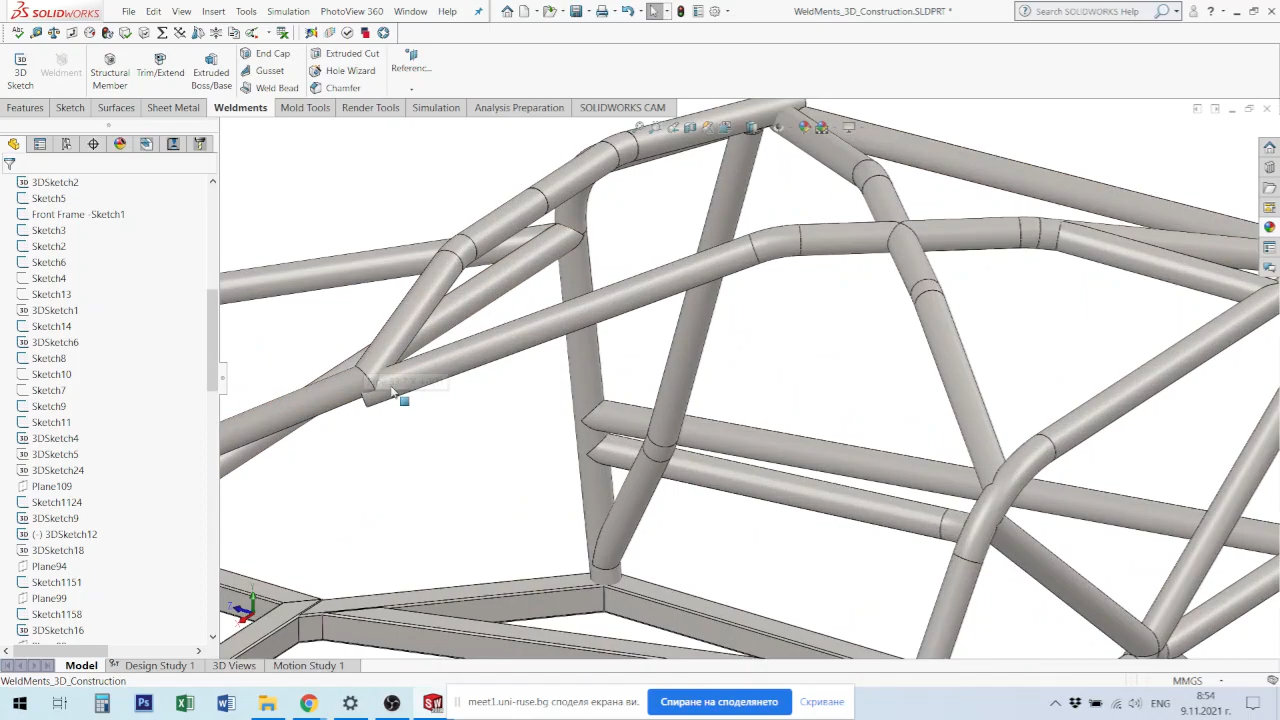 SOLIDWORKS
File
Edit
View
Insert
Tools
Simulation
PhotoView 360
Window
Help
WeldMents_3D_Construction.SLDPRT *
Search SOLIDWORKS Help
3D Sketch
Weldment
Structural Member
Trim/Extend
Extruded Boss/Base
End Cap
Gusset
Weld Bead
Extruded Cut
Hole Wizard
Chamfer
Referenc...
Features
Sketch
Surfaces
Sheet Metal
Weldments
Mold Tools
Render Tools
Simulation
Analysis Preparation
SOLIDWORKS CAM
3DSketch2
Sketch5
Front Frame -Sketch1
Sketch3
Sketch2
Sketch6
Sketch4
Sketch13
3DSketch1
Sketch14
3DSketch6
Sketch8
Sketch10
Sketch7
Sketch9
Sketch11
3DSketch4
3DSketch5
3DSketch24
Plane109
Sketch1124
3DSketch9
(-) 3DSketch12
3DSketch18
Plane94
Sketch1151
Plane99
Sketch1158
3DSketch16
Model
Design Study 1
3D Views
Motion Study 1
WeldMents_3D_Construction
MMGS
meet1.uni-ruse.bg споделя екрана ви.
Спиране на споделянето
Скриване
ENG
8:54
9.11.2021 г.